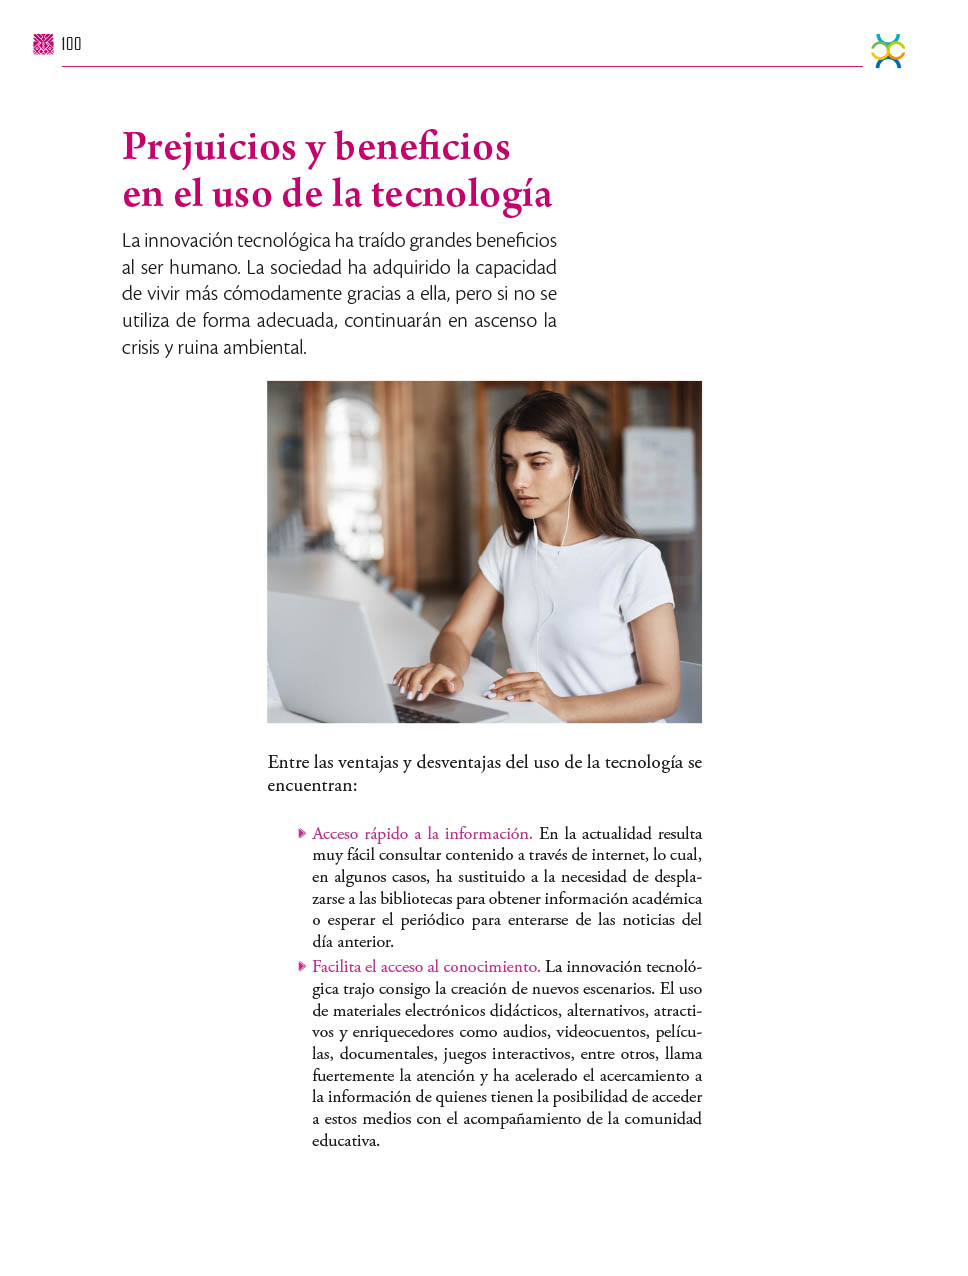 100
Prejuicios y beneficios
en el uso de la tecnología
La innovación tecnológica ha traído grandes beneficios
al ser humano. La sociedad ha adquirido la capacidad
de vivir más cómodamente gracias a ella, pero si no se
utiliza de forma adecuada, continuarán en ascenso la
crisis y ruina ambiental.
Entre las ventajas y desventajas del uso de la tecnología se
encuentran:
Acceso rápido a la información. En la actualidad resulta
muy fácil consultar contenido a través de internet, lo cual,
en algunos casos, ha sustituido a la necesidad de despla-
zarse a las bibliotecas para obtener información académica
o esperar el periódico para enterarse de las noticias del
día anterior.
Facilita el acceso al conocimiento. La innovación tecnoló-
gica trajo consigo la creación de nuevos escenarios. El uso
de materiales electrónicos didácticos, alternativos, atracti-
vos y enriquecedores como audios, videocuentos, pelícu-
las, documentales, juegos interactivos, entre otros, llama
fuertemente la atención y ha acelerado el acercamiento a
la información de quienes tienen la posibilidad de acceder
a estos medios con el acompañamiento de la comunidad
educativa.